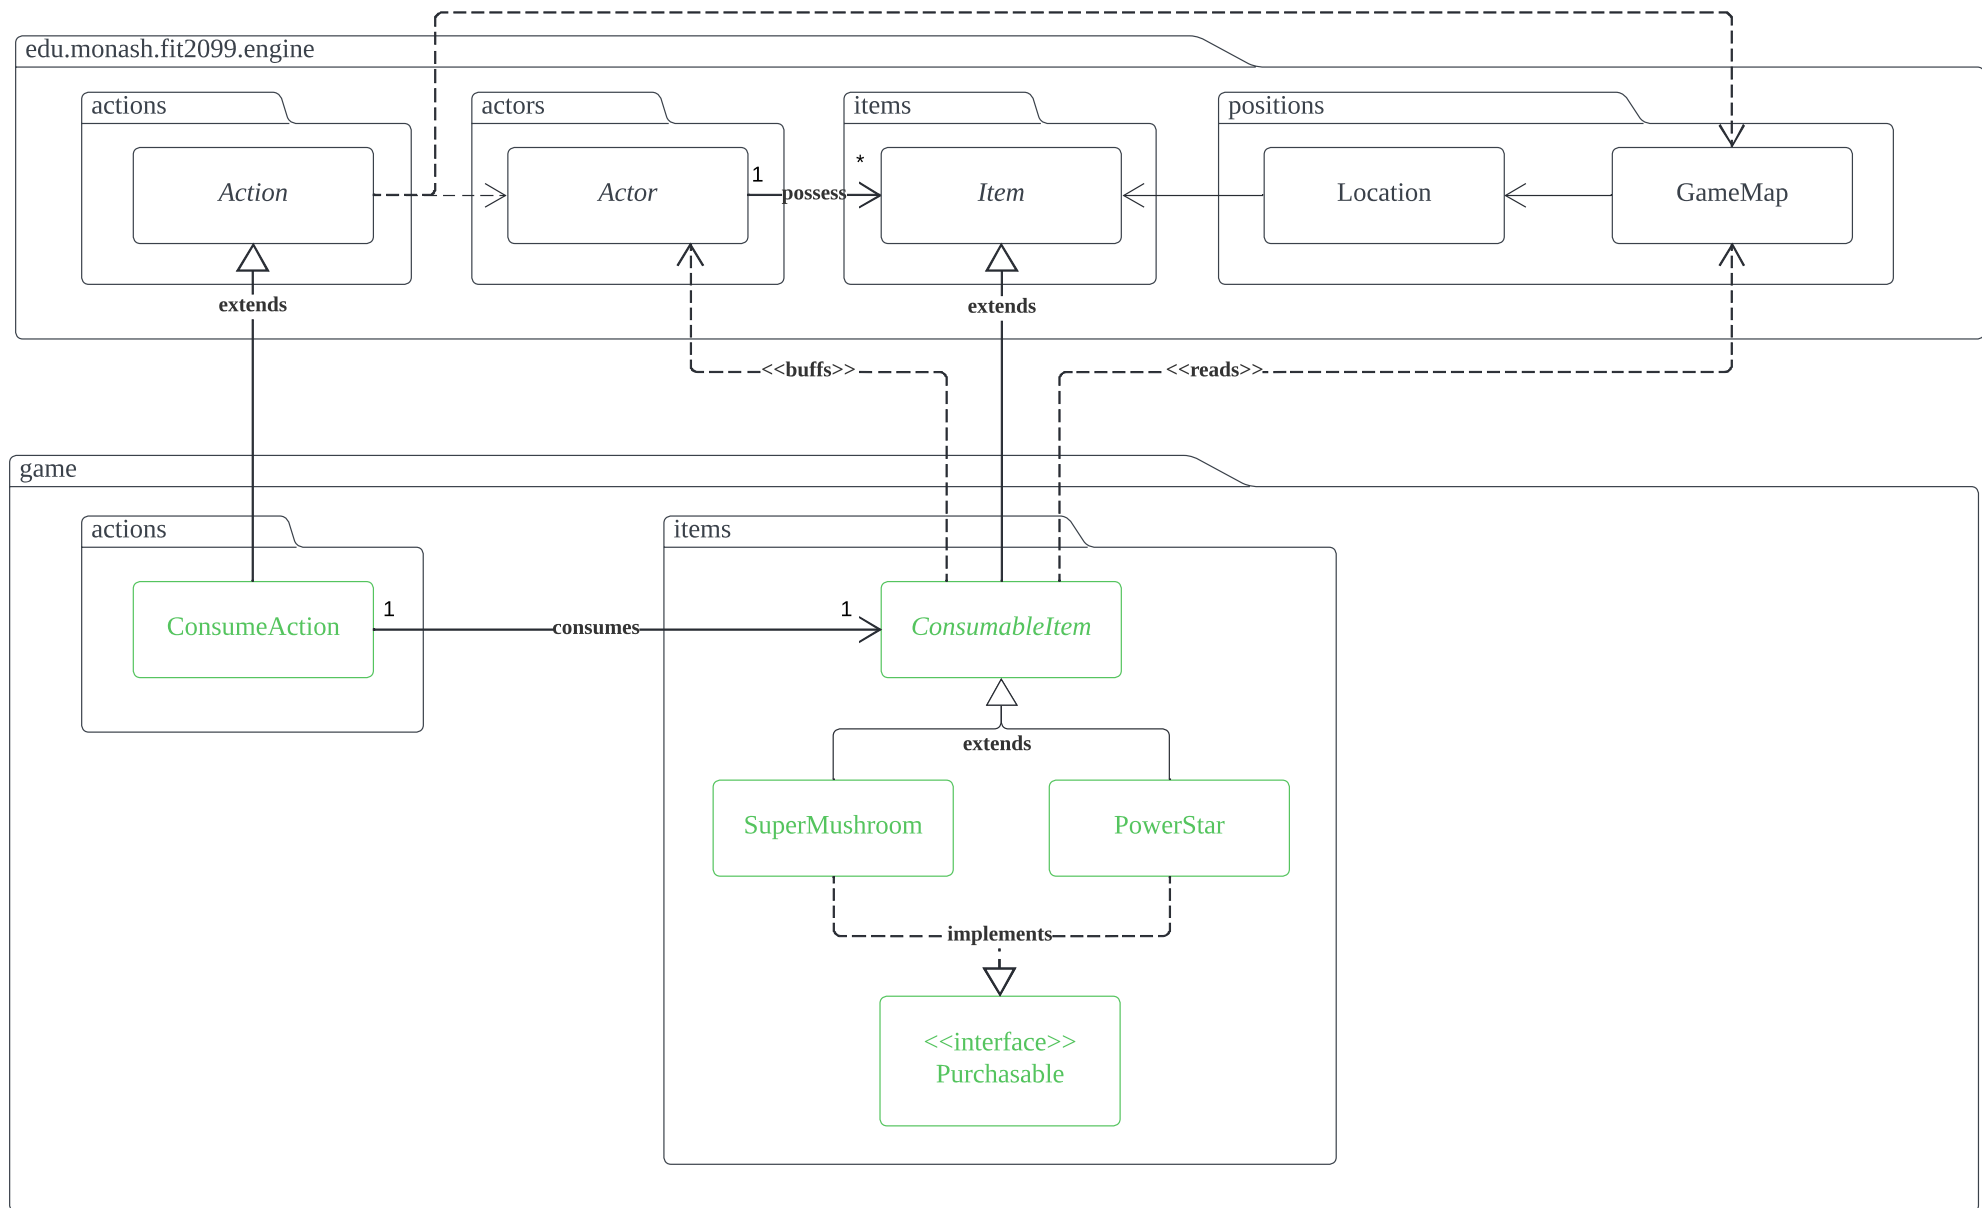 edu.monash.fit2099.engine
actions
actors
items
positions
Action
Actor
1
possess
*
Item
Location
GameMap
extends
extends
<<buffs>>
<<reads>>
game
actions
items
ConsumeAction
1
consumes
1
ConsumableItem
extends
SuperMushroom
PowerStar
implements
<<interface>>
Purchasable